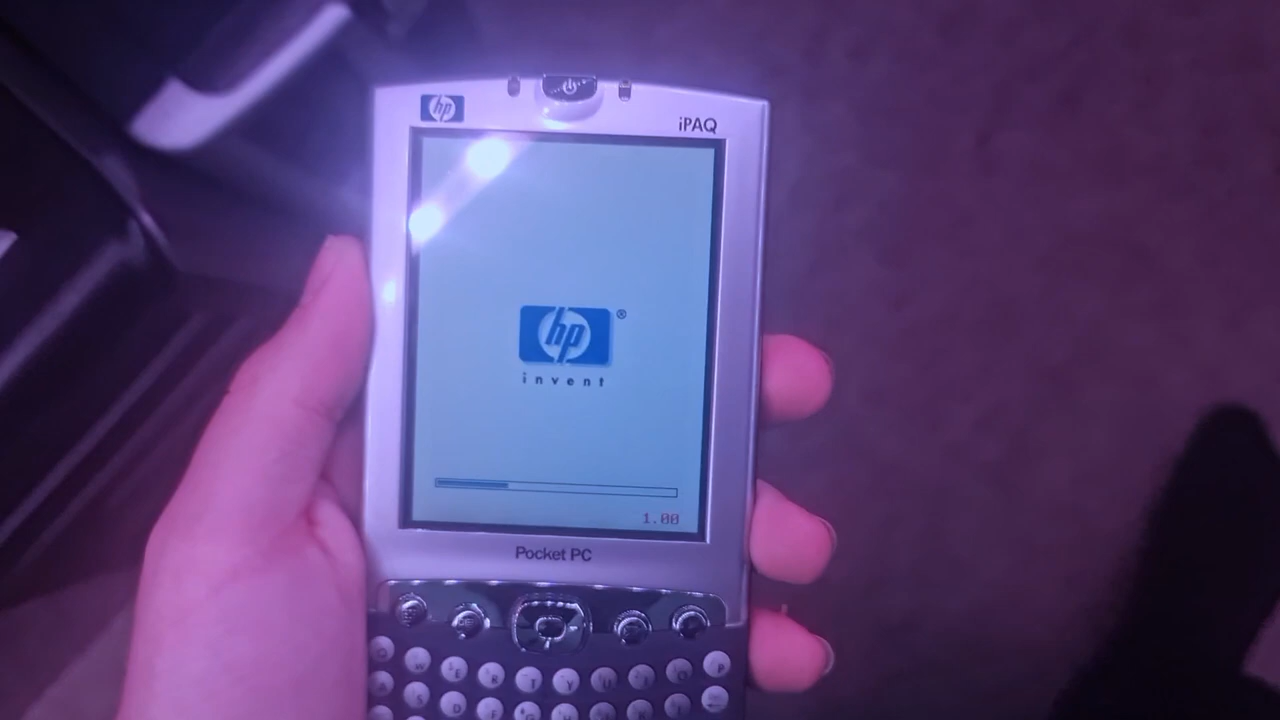 hp
iPAQ
hp®
invent
1.00
Pocket PC
W E R T Y U O P
A S D F